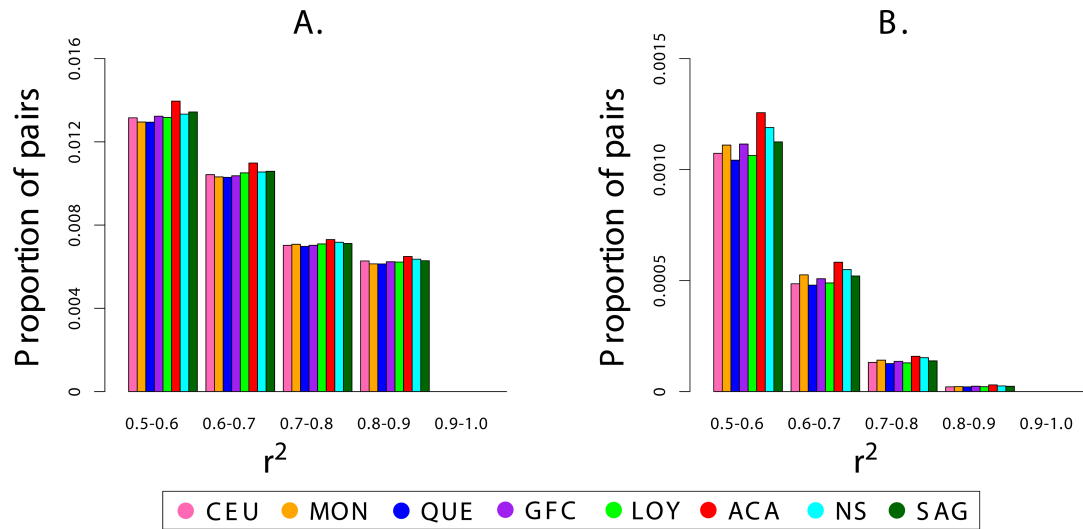 A.
Proportion of pairs
0.016
0.012
0.008
0.004
0
0.5-0.6 0.6-0.7 0.7-0.8 0.8-0.9 0.9-1.0
r²
B.
Proportion of pairs
0.0015
0.0010
0.0005
0
0.5-0.6 0.6-0.7 0.7-0.8 0.8-0.9 0.9-1.0
r²
CEU MON QUE GFC LOY ACA NS SAG